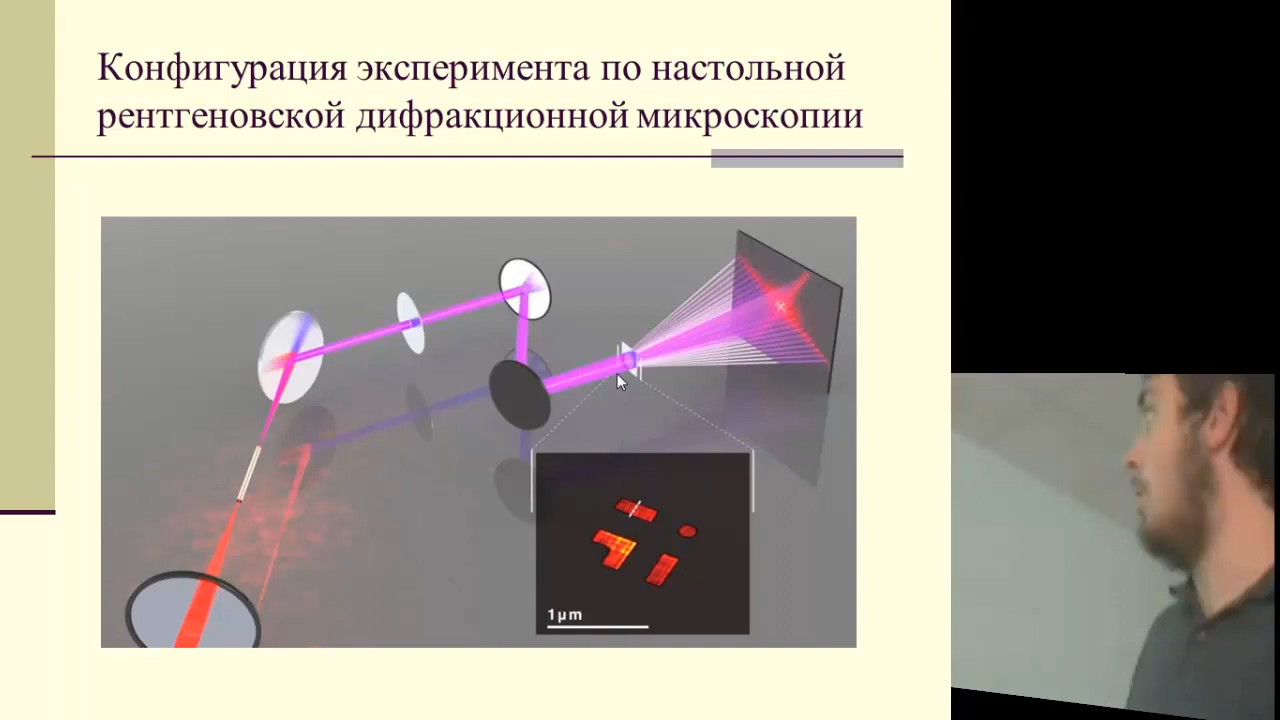 Конфигурация эксперимента по настольной
рентгеновской дифракционной микроскопии
1µm